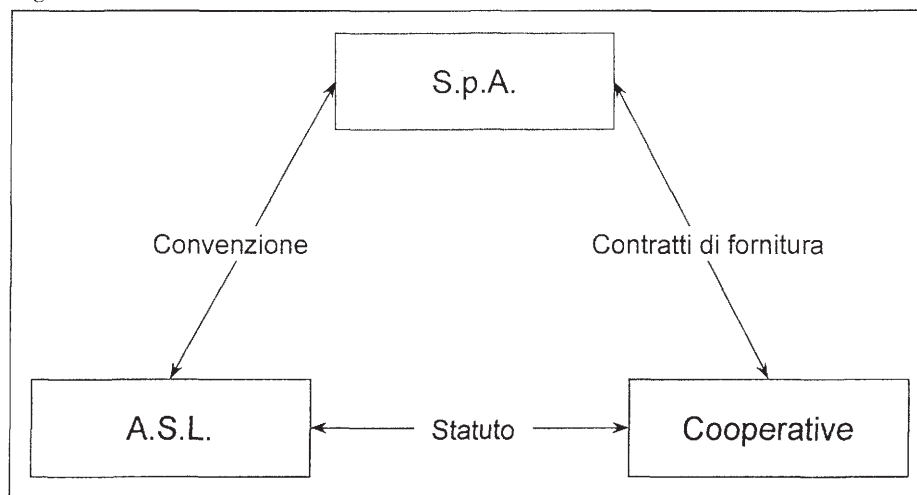 S.p.A.
Convenzione
Contratti di fornitura
A.S.L.
Statuto
Cooperative